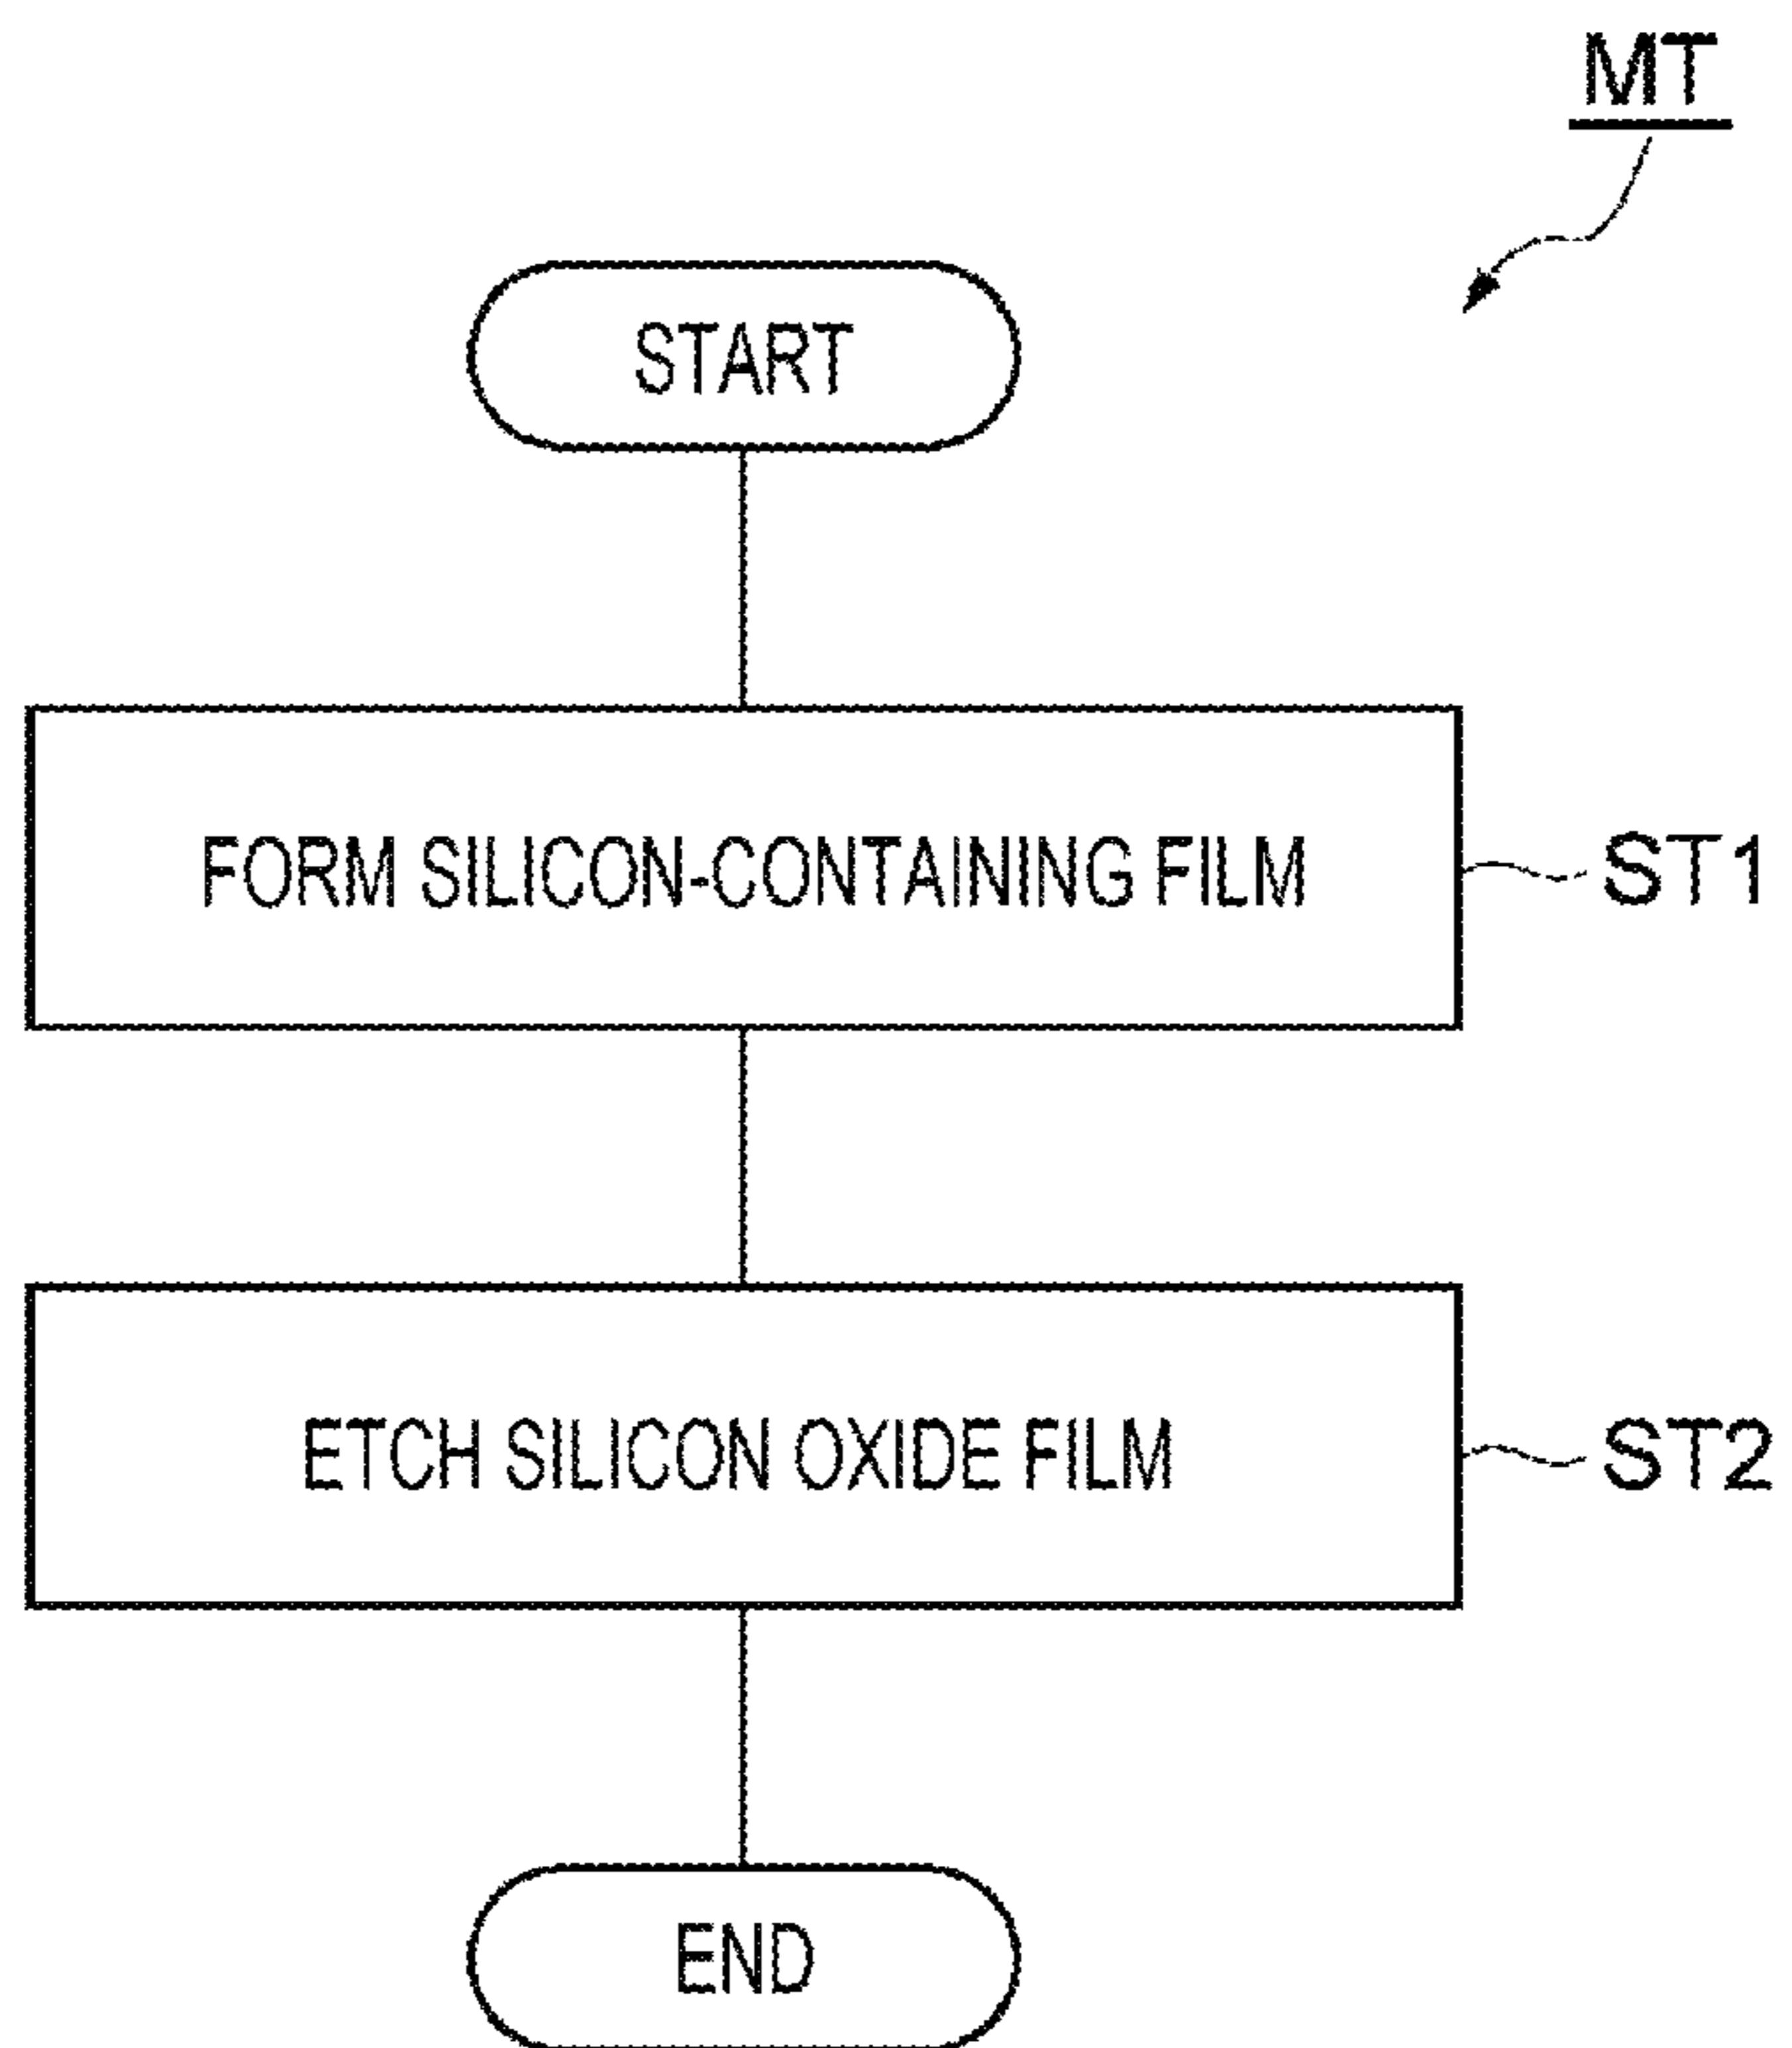 MT
START
FORM SILICON-CONTAINING FILM
ST1
ETCH SILICON OXIDE FILM
ST2
END